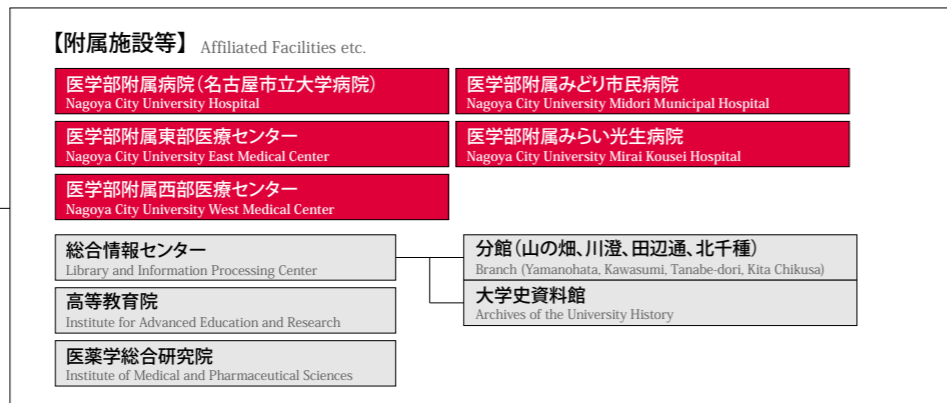 【附属施設等】 Affiliated Facilities etc.
医学部附属病院(名古屋市立大学病院)
Nagoya City University Hospital
医学部附属みどり市民病院
Nagoya City University Midori Municipal Hospital
医学部附属東部医療センター
Nagoya City University East Medical Center
医学部附属みらい光生病院
Nagoya City University Mirai Kousei Hospital
医学部附属西部医療センター
Nagoya City University West Medical Center
総合情報センター
Library and Information Processing Center
分館(山の畑、川澄、田辺通、北千種)
Branch (Yamanohata, Kawasumi, Tanabe-dori, Kita Chikusa)
大学史資料館
Archives of the University History
高等教育院
Institute for Advanced Education and Research
医薬学総合研究院
Institute of Medical and Pharmaceutical Sciences